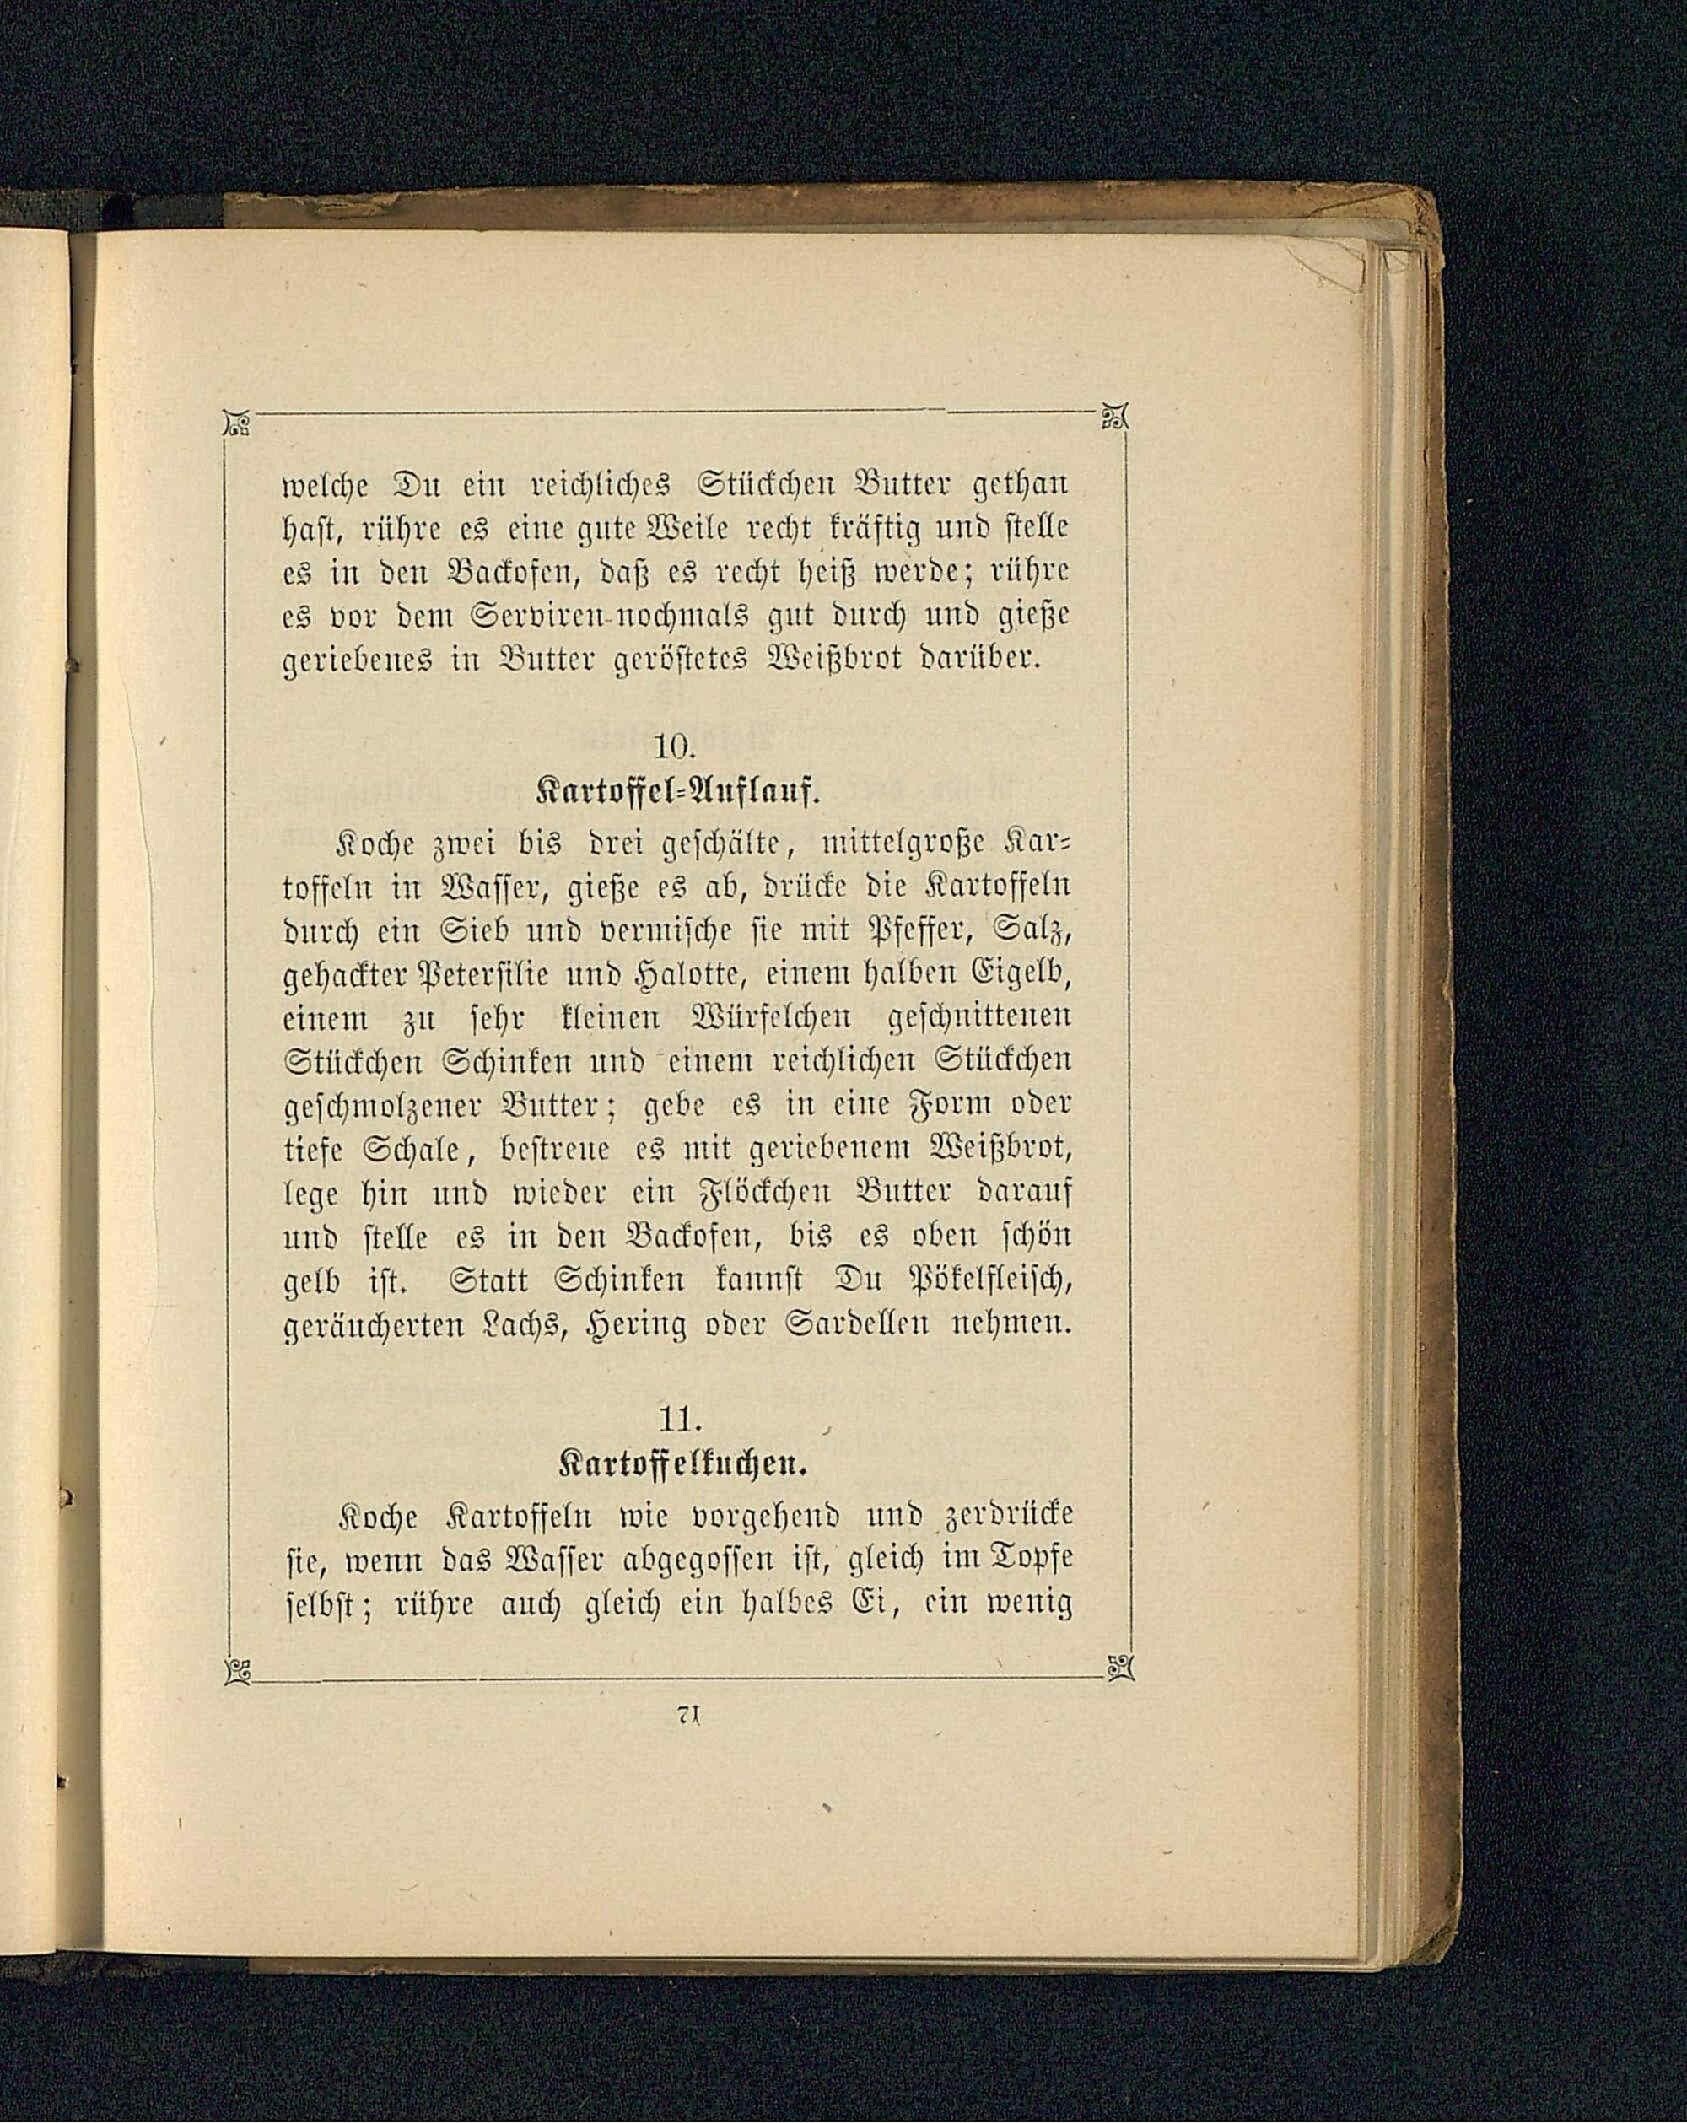 welche Du ein reichliches Stückchen Butter gethan
hast, rühre es eine gute Weile recht kräftig und stelle
es in den Backofen, daß es recht heiß werde; rühre
es vor dem Serviren nochmals gut durch und gieße
geriebenes in Butter geröstetes Weißbrot darüber.
10.
Kartoffel-Auflauf.
Koche zwei bis drei geschälte, mittelgroße Kar-
toffeln in Wasser, gieße es ab, drücke die Kartoffeln
durch ein Sieb und vermische sie mit Pfeffer, Salz,
gehackter Petersilie und Halotte, einem halben Eigelb,
einem zu sehr kleinen Würfelchen geschnittenen
Stückchen Schinken und einem reichlichen Stückchen
geschmolzener Butter; gebe es in eine Form oder
tiefe Schale, bestreue es mit geriebenem Weißbrot,
lege hin und wieder ein Flöckchen Butter darauf
und stelle es in den Backofen, bis es oben schön
gelb ist. Statt Schinken kannst Du Pökelfleisch,
geräucherten Lachs, Hering oder Sardellen nehmen.
11.
Kartoffelkuchen.
Koche Kartoffeln wie vorgehend und zerdrücke
sie, wenn das Wasser abgegossen ist, gleich im Topfe
selbst; rühre auch gleich ein halbes Ei, ein wenig
71